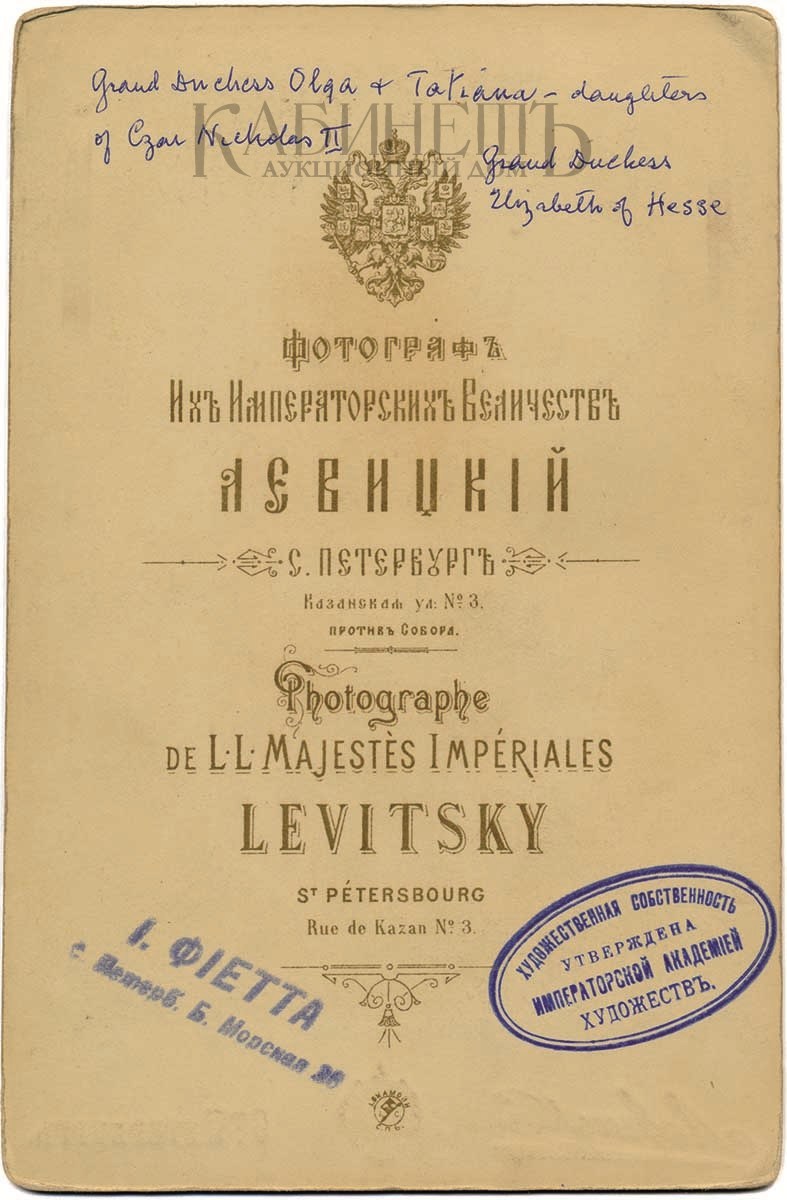 Grand Duchess Olga & Tatiana – daughters
of Czar Nicholas II
Grand Duchess
Elizabeth of Hesse
КАБИНЕТЪ
АУКЦИОННЫЙ ДОМ
ФОТОГРАФЪ
ИХЪ ИМПЕРАТОРСКИХЪ ВЕЛИЧЕСТВЪ
ЛЕВИЦКІЙ
С. ПЕТЕРБУРГЪ
КАЗАНСКАЯ УЛ: № 3.
ПРОТИВЪ СОБОРА.
Photographe
DE L·L· MAJESTÈS IMPÉRIALES
LEVITSKY
ST PÉTERSBOURG
Rue de Kazan No 3.
І. ФІЕТТА
С. Петерб. Б. Морская 36
ХУДОЖЕСТВЕННАЯ СОБСТВЕННОСТЬ
УТВЕРЖДЕНА
ИМПЕРАТОРСКОЙ АКАДЕМІЕЙ
ХУДОЖЕСТВЪ.